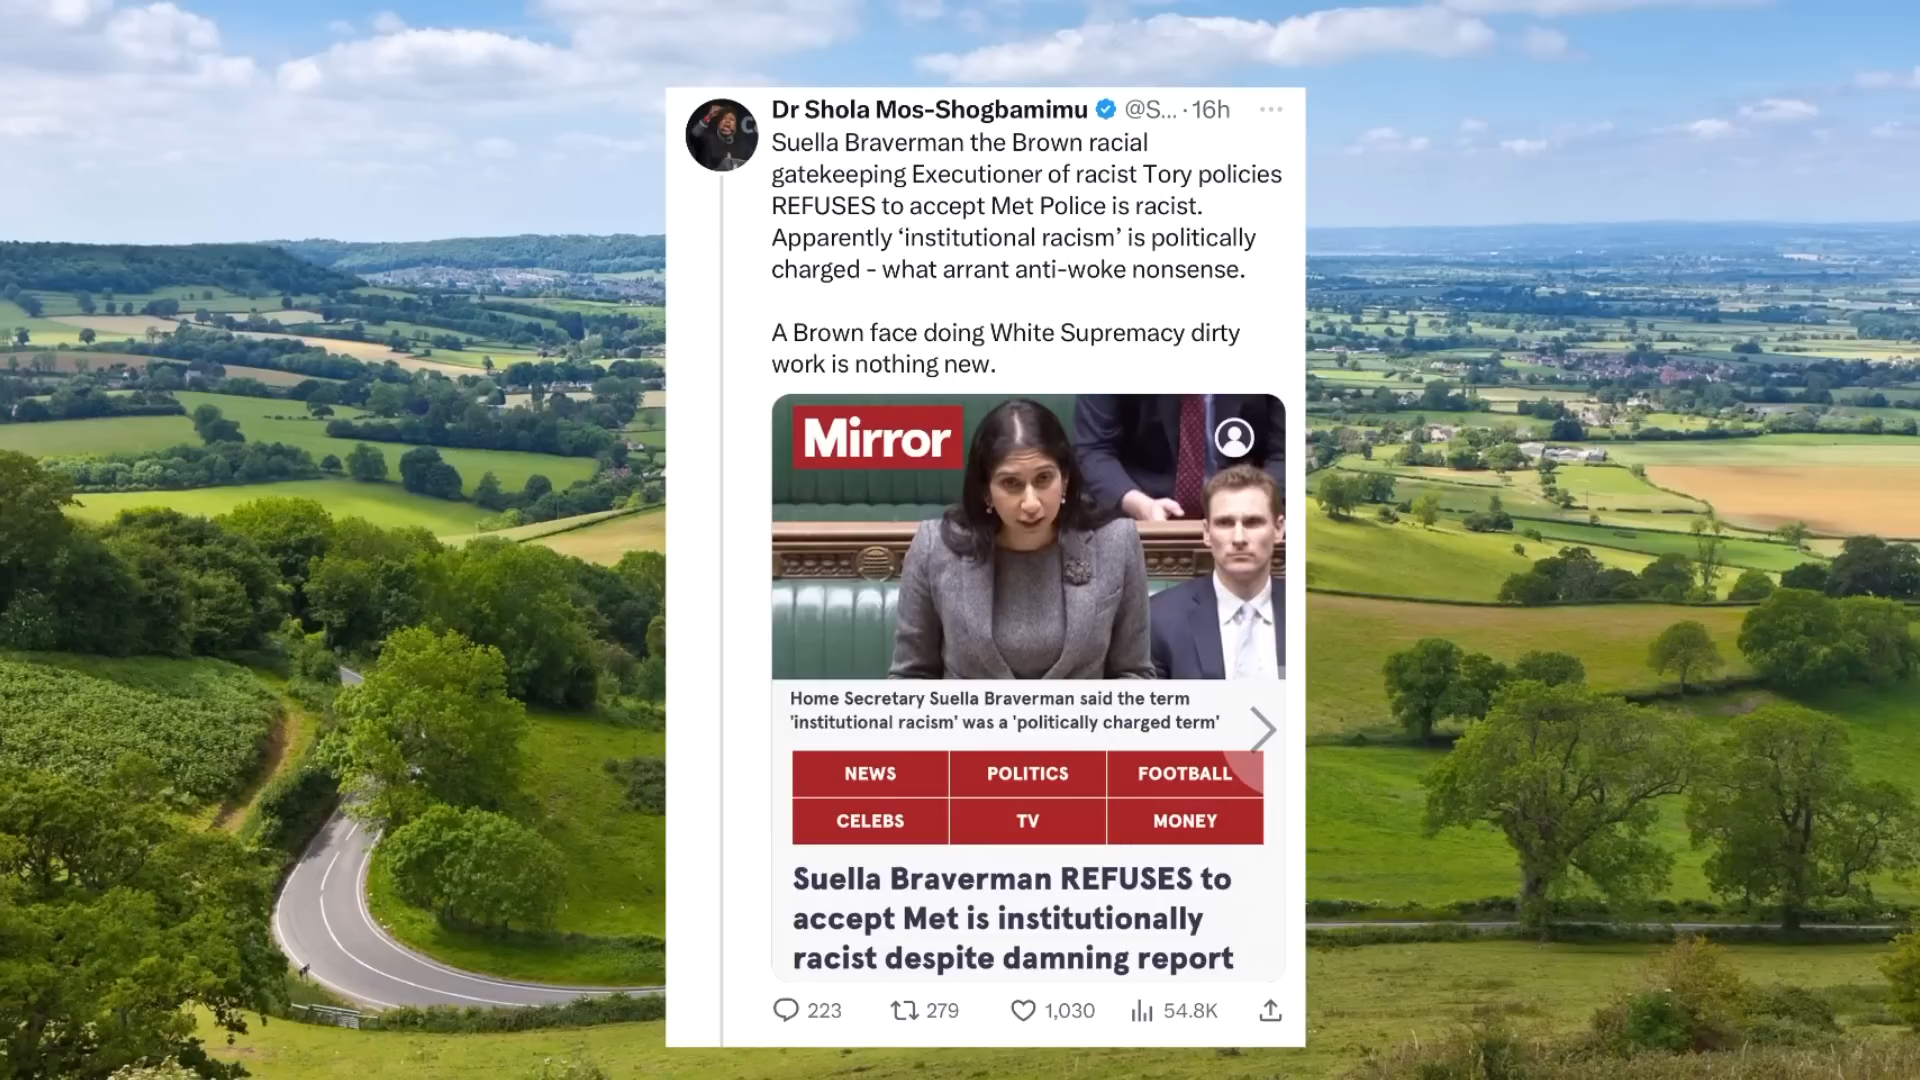 Dr Shola Mos-Shogbamimu @S... · 16h
Suella Braverman the Brown racial
gatekeeping Executioner of racist Tory policies
REFUSES to accept Met Police is racist.
Apparently ‘institutional racism’ is politically
charged - what arrant anti-woke nonsense.
A Brown face doing White Supremacy dirty
work is nothing new.
Mirror
Home Secretary Suella Braverman said the term
'institutional racism' was a 'politically charged term'
NEWS POLITICS FOOTBALL
CELEBS TV MONEY
Suella Braverman REFUSES to
accept Met is institutionally
racist despite damning report
223 279 1,030 54.8K